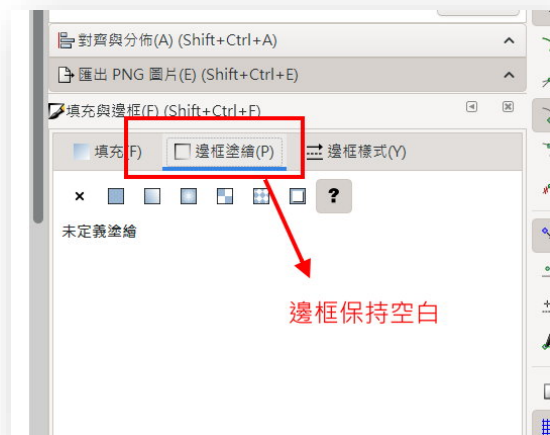 對齊與分佈(A) (Shift+Ctrl+A)
匯出 PNG 圖片(E) (Shift+Ctrl+E)
填充與邊框(F) (Shift+Ctrl+F)
填充(F) 邊框塗繪(P) 邊框樣式(Y)
?
未定義塗繪
邊框保持空白